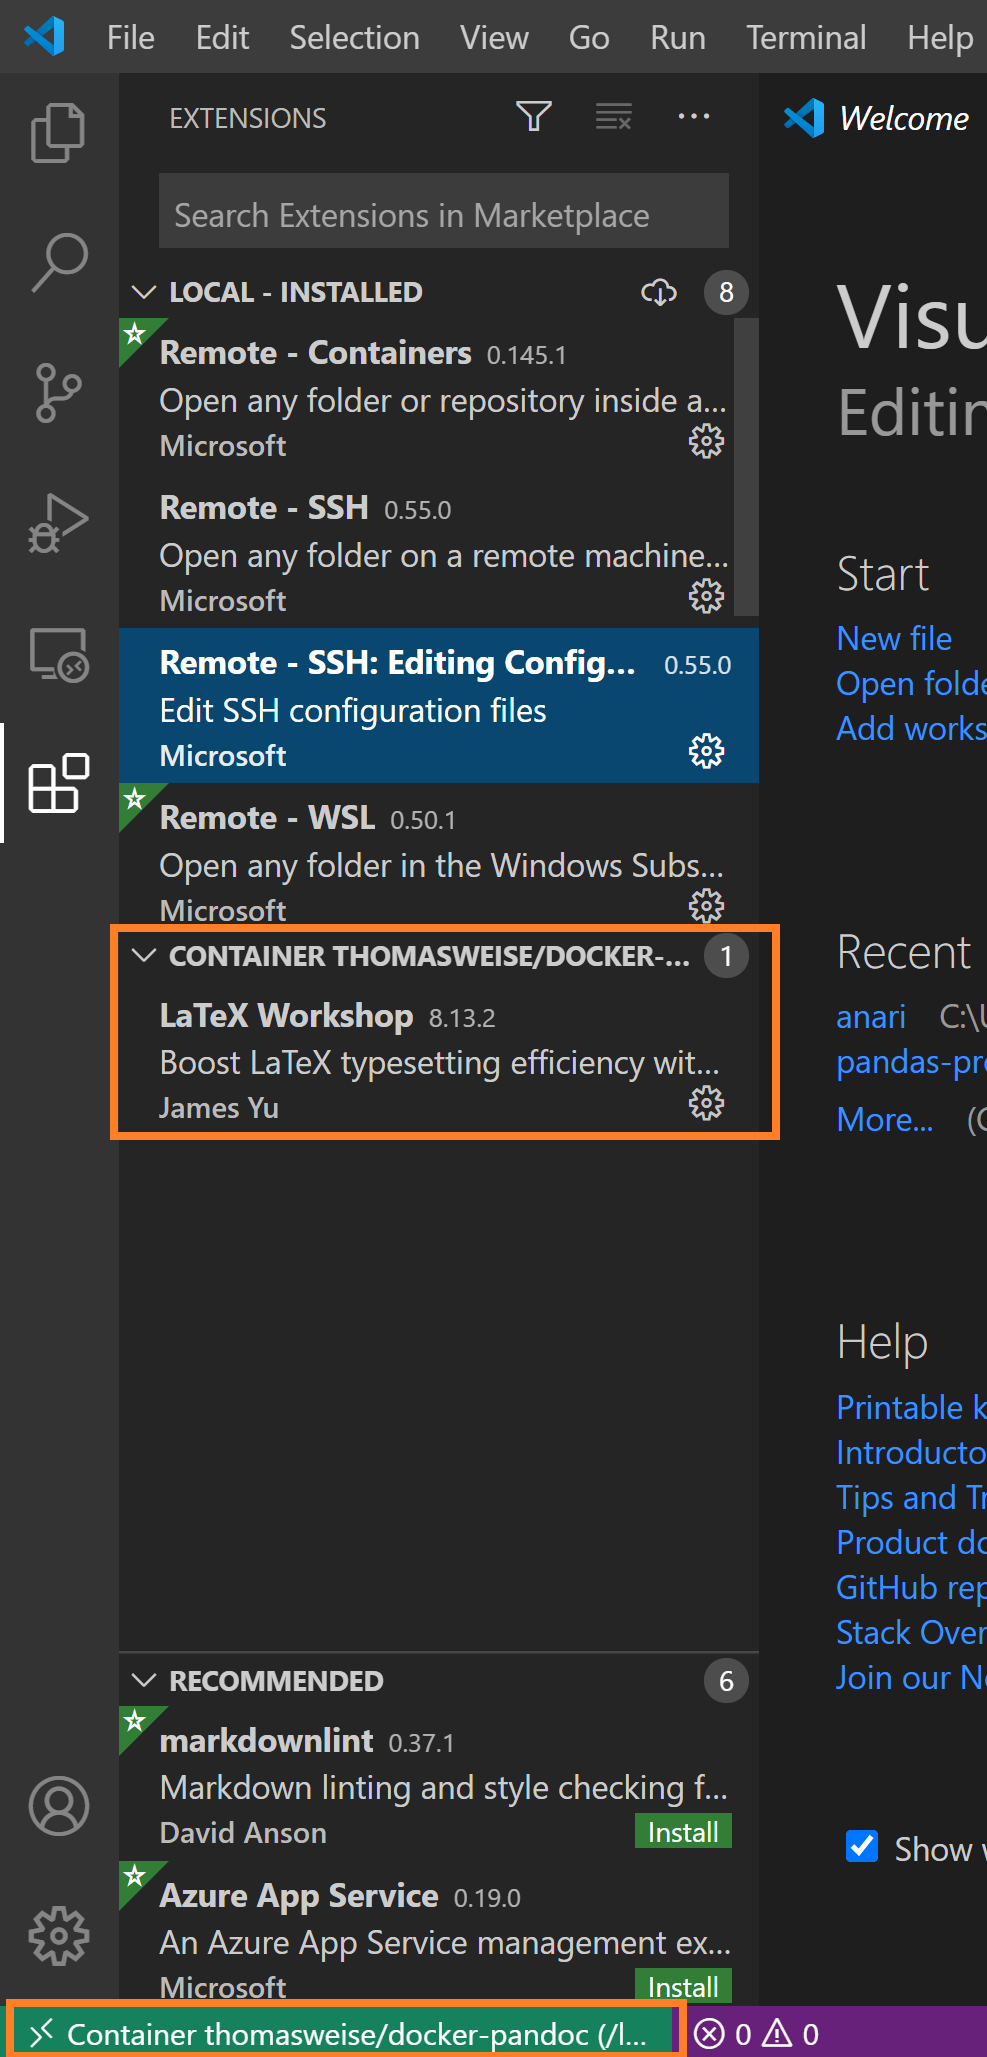 File Edit Selection View Go Run Terminal Help
EXTENSIONS
Welcome
Search Extensions in Marketplace
LOCAL - INSTALLED 8
Remote - Containers 0.145.1
Open any folder or repository inside a...
Microsoft
Remote - SSH 0.55.0
Open any folder on a remote machine...
Microsoft
Remote - SSH: Editing Config... 0.55.0
Edit SSH configuration files
Microsoft
Remote - WSL 0.50.1
Open any folder in the Windows Subs...
Microsoft
CONTAINER THOMASWEISE/DOCKER-... 1
LaTeX Workshop 8.13.2
Boost LaTeX typesetting efficiency wit...
James Yu
RECOMMENDED 6
markdownlint 0.37.1
Markdown linting and style checking f...
David Anson Install
Azure App Service 0.19.0
An Azure App Service management ex...
Microsoft Install
Visu
Editin
Start
New file
Open folde
Add works
Recent
anari C:\U
pandas-pro
More... (C
Help
Printable k
Introducto
Tips and Tr
Product do
GitHub rep
Stack Over
Join our Ne
Show w
Container thomasweise/docker-pandoc (/l... 0 0